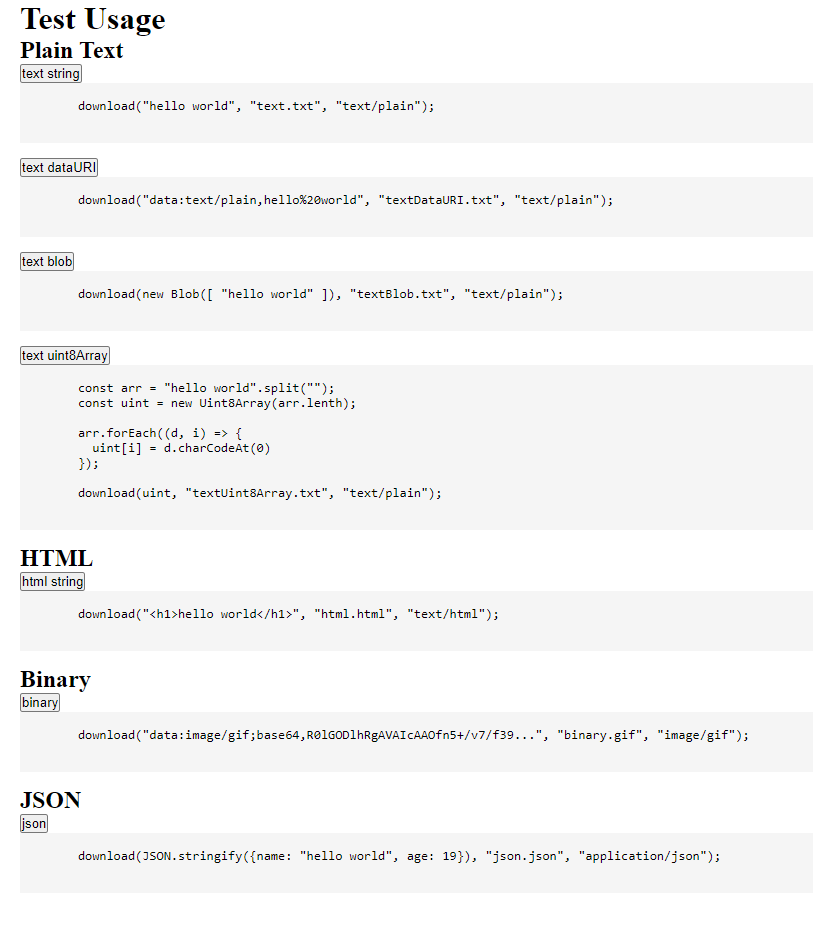 Test Usage
Plain Text
text string
download("hello world", "text.txt", "text/plain");
text dataURI
download("data:text/plain,hello%20world", "textDataURI.txt", "text/plain");
text blob
download(new Blob([ "hello world" ]), "textBlob.txt", "text/plain");
text uint8Array
const arr = "hello world".split("");
const uint = new Uint8Array(arr.lenth);
arr.forEach((d, i) => {
  uint[i] = d.charCodeAt(0)
});
download(uint, "textUint8Array.txt", "text/plain");
HTML
html string
download("<h1>hello world</h1>", "html.html", "text/html");
Binary
binary
download("data:image/gif;base64,R0lGODlhRgAVAIcAAOfn5+/v7/f39...", "binary.gif", "image/gif");
JSON
json
download(JSON.stringify({name: "hello world", age: 19}), "json.json", "application/json");